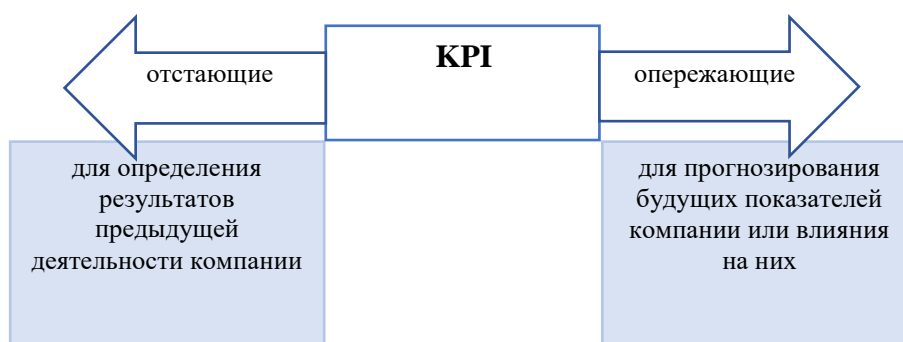 KPI
отстающие
опережающие
для определения
результатов
предыдущей
деятельности компании
для прогнозирования
будущих показателей
компании или влияния
на них